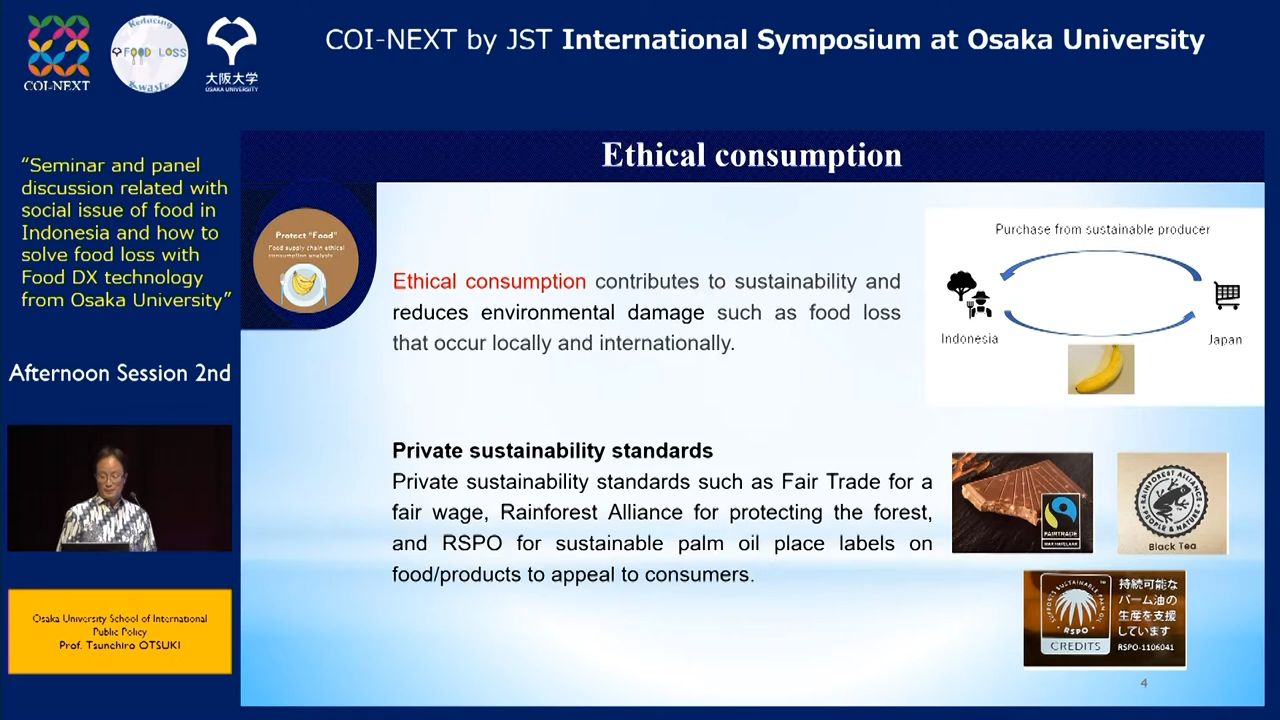 COI-NEXT
Reducing
FOOD LOSS
&Waste
大阪大学
OSAKA UNIVERSITY
COI-NEXT by JST International Symposium at Osaka University
“Seminar and panel
discussion related with
social issue of food in
Indonesia and how to
solve food loss with
Food DX technology
from Osaka University”
Afternoon Session 2nd
Osaka University School of International
Public Policy
Prof. Tsunehiro OTSUKI
Ethical consumption
Protect “Food”
Food supply chain ethical
consumption analysis
Ethical consumption contributes to sustainability and
reduces environmental damage such as food loss
that occur locally and internationally.
Purchase from sustainable producer
Indonesia
Japan
Private sustainability standards
Private sustainability standards such as Fair Trade for a
fair wage, Rainforest Alliance for protecting the forest,
and RSPO for sustainable palm oil place labels on
food/products to appeal to consumers.
FAIRTRADE
RAINFOREST ALLIANCE
PEOPLE & NATURE
Black Tea
SUPPORTS SUSTAINABLE PALM OIL
RSPO
CREDITS
持続可能な
パーム油の
生産を支援
しています
RSPO-1106041
4